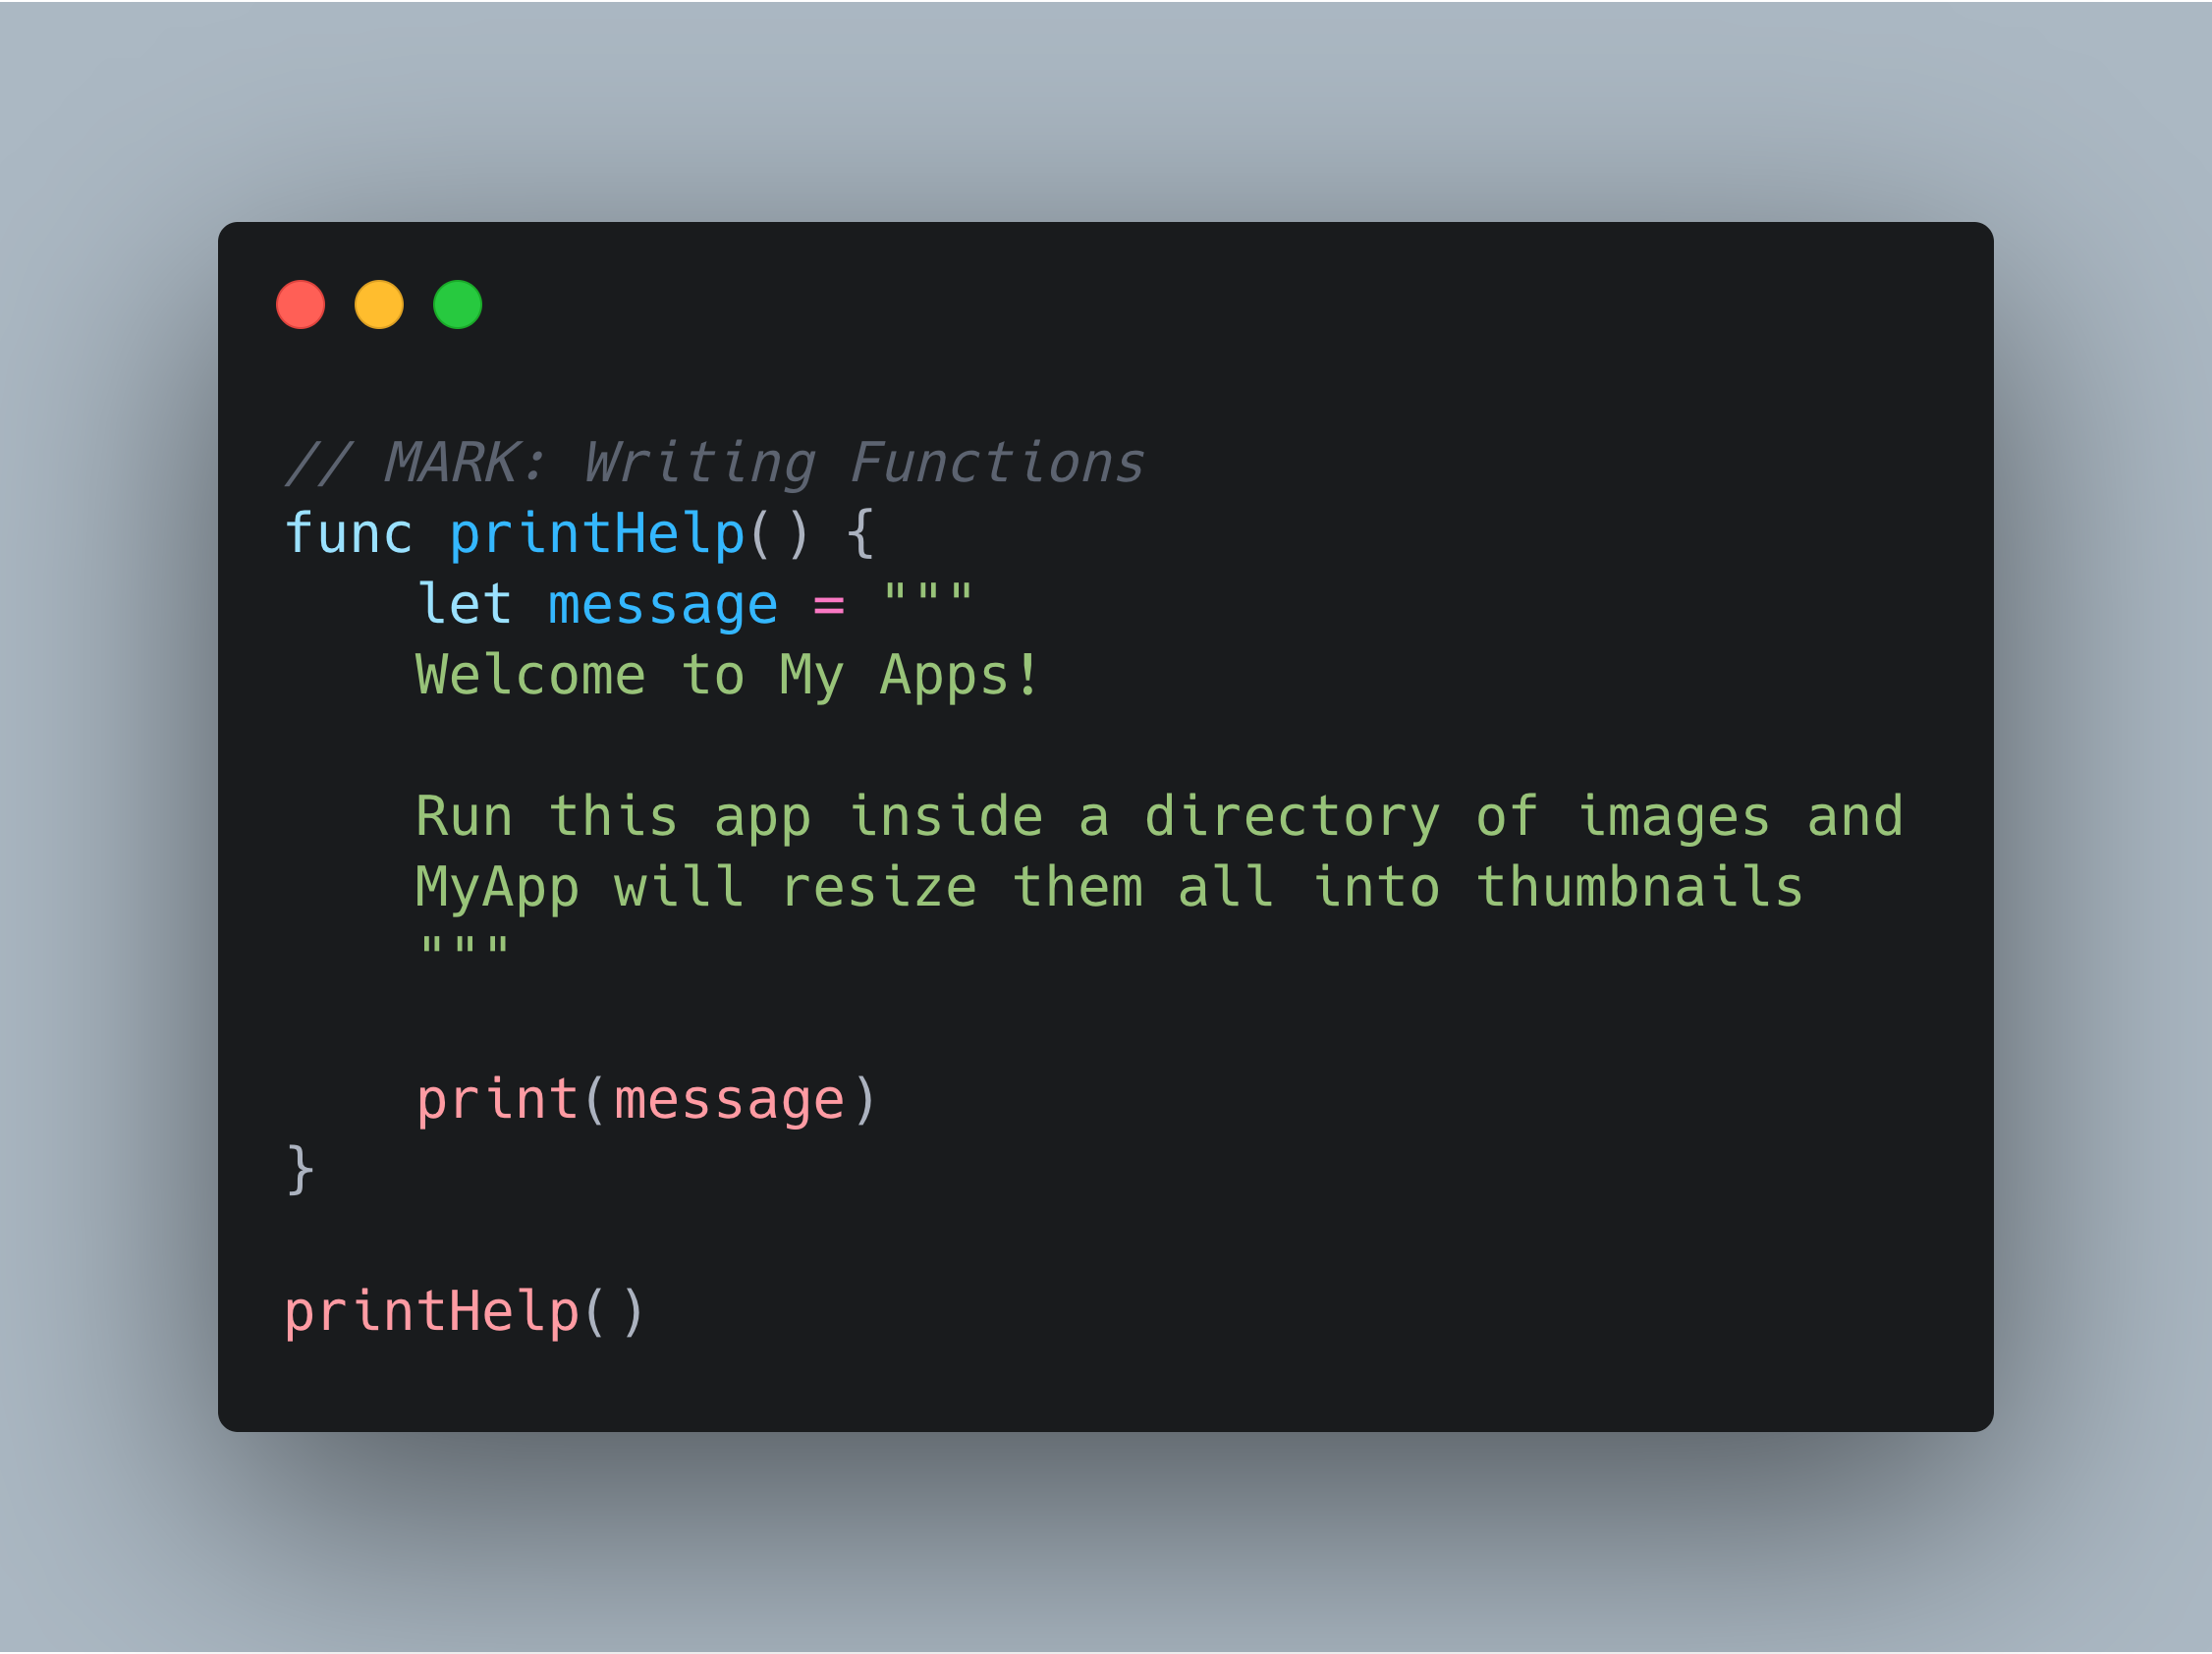 // MARK: Writing Functions
func printHelp() {
    let message = """
    Welcome to My Apps!

    Run this app inside a directory of images and
    MyApp will resize them all into thumbnails
    """

    print(message)
}

printHelp()